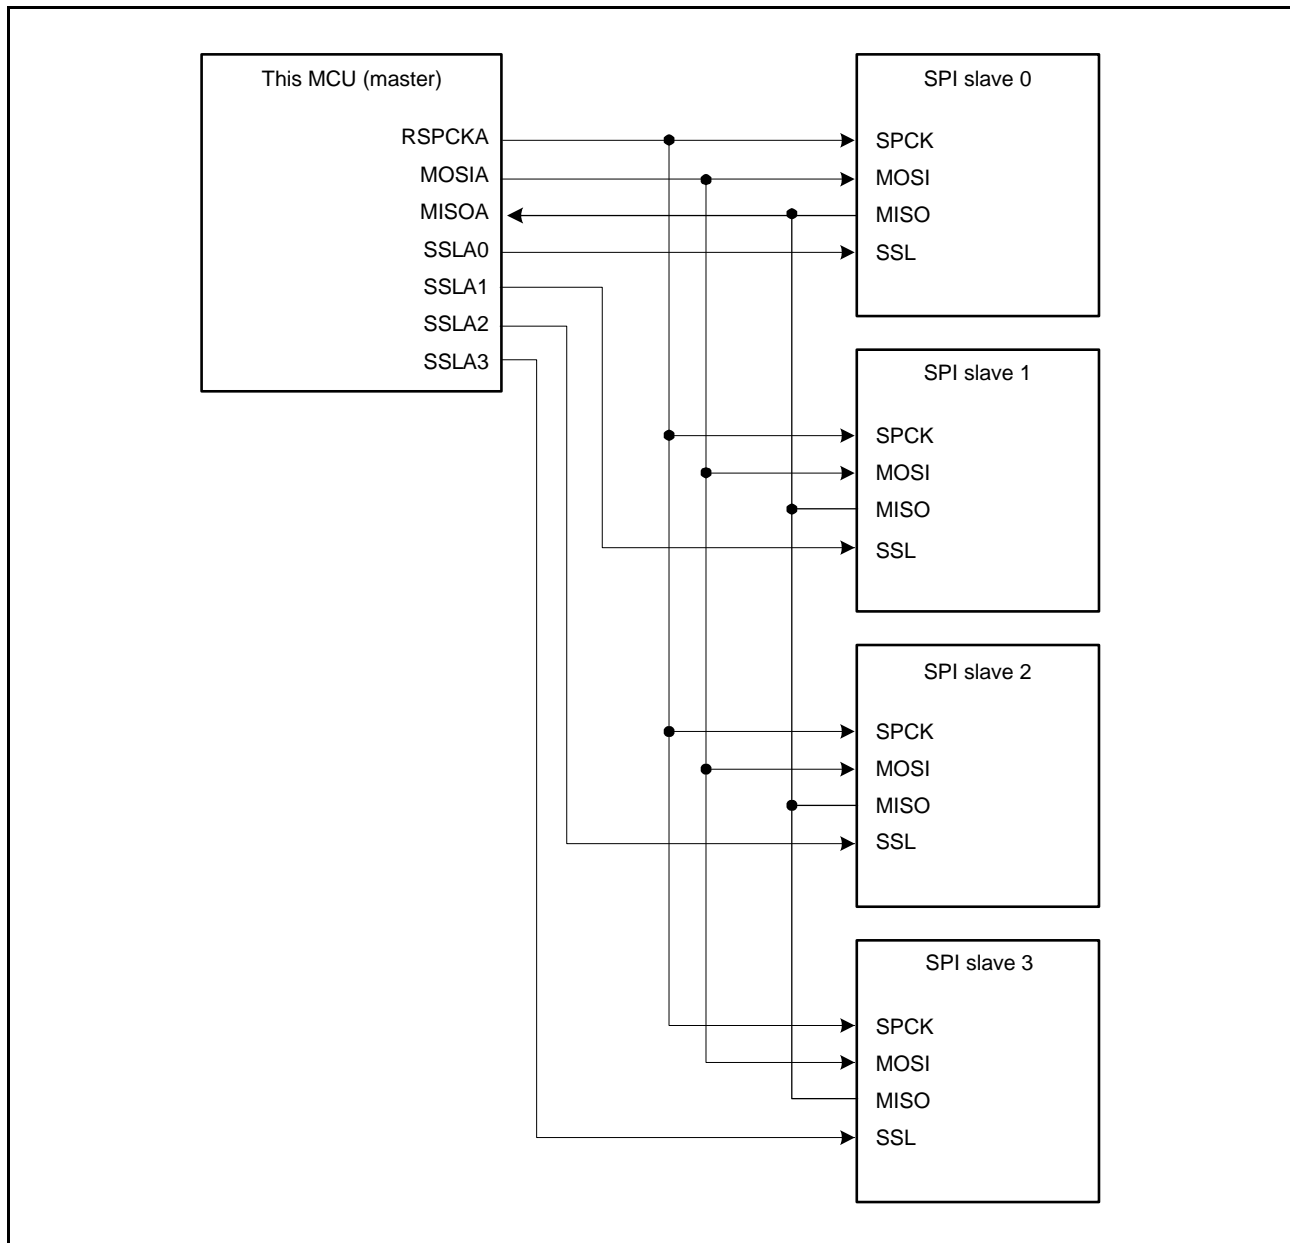 This MCU (master)
RSPCKA
MOSIA
MISOA
SSLA0
SSLA1
SSLA2
SSLA3
SPI slave 0
SPCK
MOSI
MISO
SSL
SPI slave 1
SPCK
MOSI
MISO
SSL
SPI slave 2
SPCK
MOSI
MISO
SSL
SPI slave 3
SPCK
MOSI
MISO
SSL